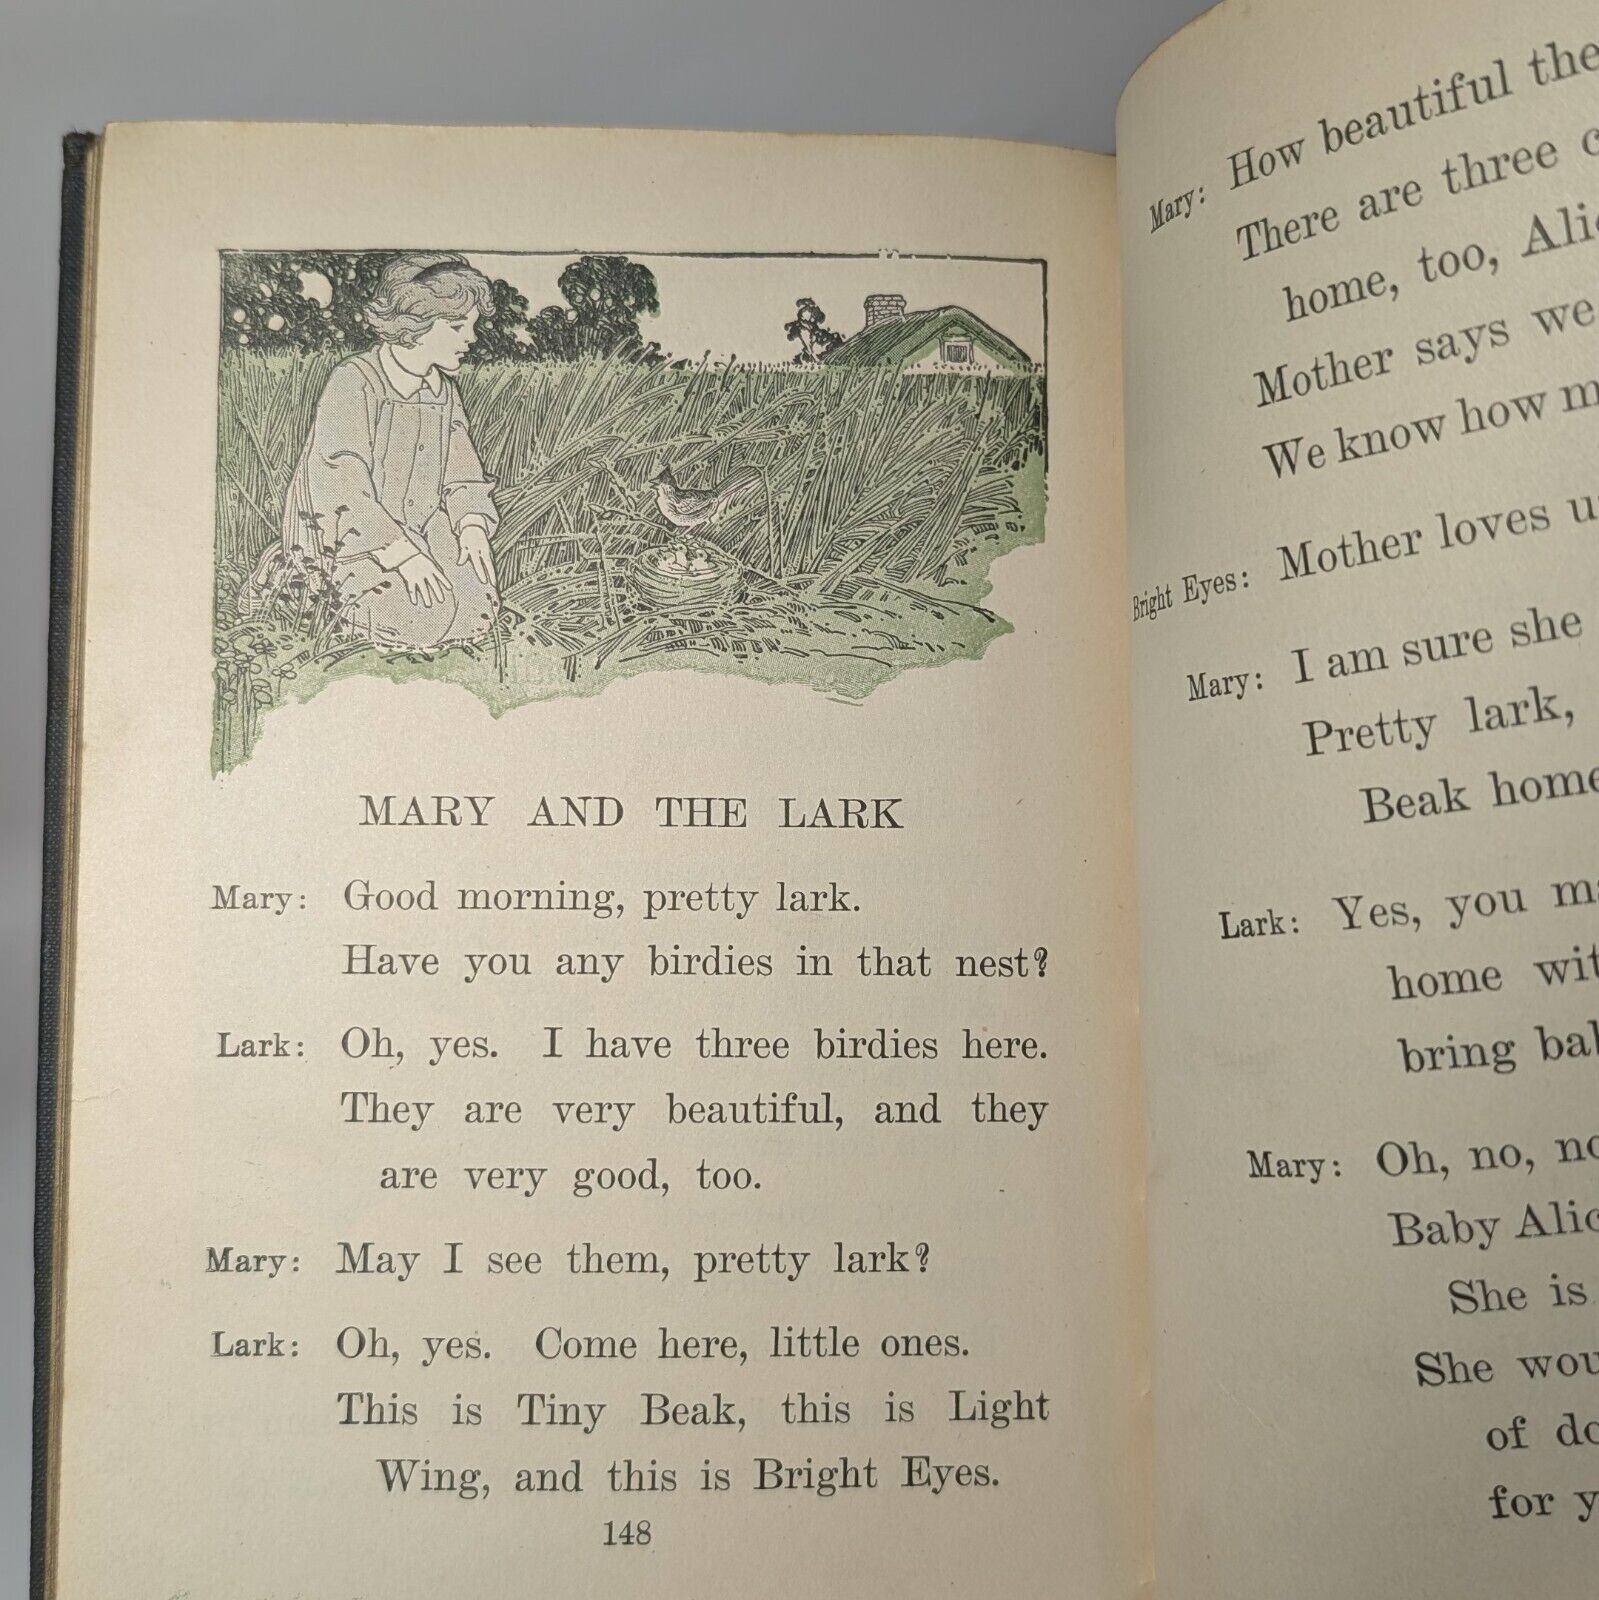 MARY AND THE LARK
Mary: Good morning, pretty lark.
Have you any birdies in that nest?
Lark: Oh, yes. I have three birdies here.
They are very beautiful, and they
are very good, too.
Mary: May I see them, pretty lark?
Lark: Oh, yes. Come here, little ones.
This is Tiny Beak, this is Light
Wing, and this is Bright Eyes.
148
Mary: How beautiful the
There are three
home, too,
Mother says we
We know how
Mother loves
Bright Eyes:
Mary: I am sure she
Pretty lark,
Beak home
Lark: Yes, you
home
bring
Mary: Oh, no,
Baby
She is
She
of
for